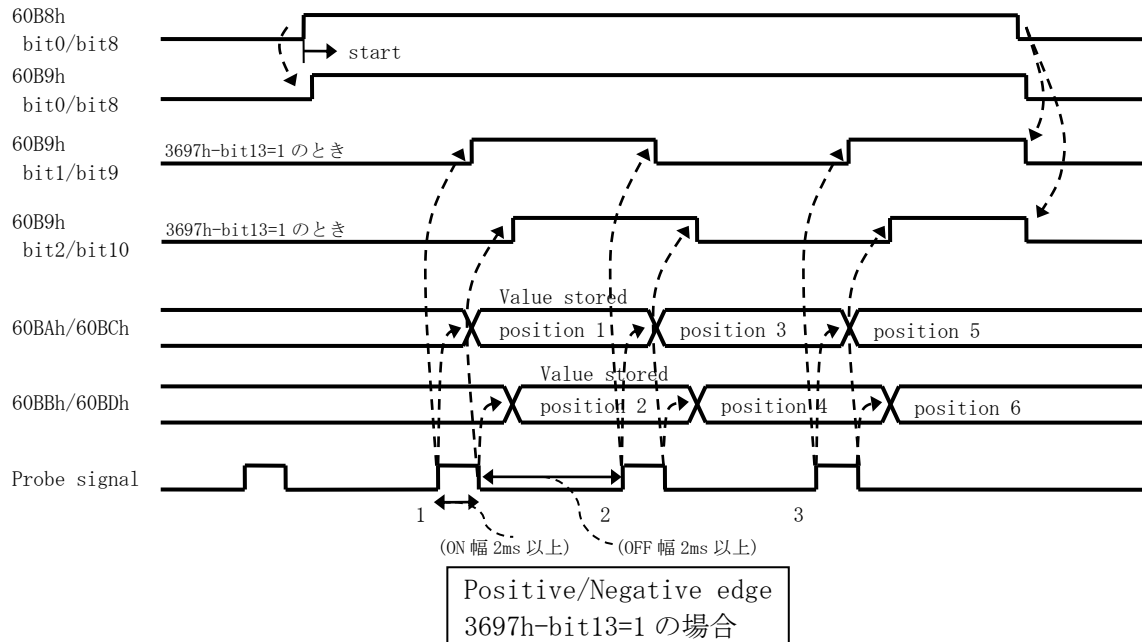 60B8h
bit0/bit8
start
60B9h
bit0/bit8
60B9h
bit1/bit9
3697h-bit13=1 のとき
60B9h
bit2/bit10
3697h-bit13=1 のとき
Value stored
60BAh/60BCh
position 1
position 3
position 5
Value stored
60BBh/60BDh
position 2
position 4
position 6
Probe signal
1
2
3
(ON 幅 2ms 以上)
(OFF 幅 2ms 以上)
Positive/Negative edge
3697h-bit13=1 の場合